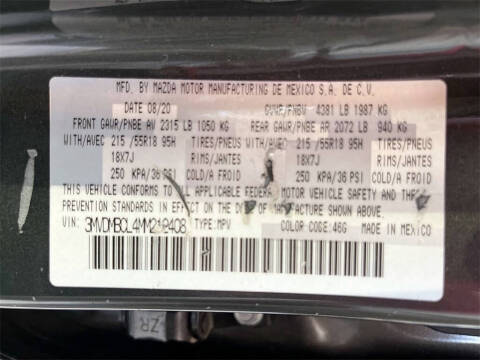 MFD. BY MAZDA MOTOR MANUFACTURING DE MEXICO S.A. DE C.V.
DATE 08/20 GVWR/PNBV 4381 LB 1987 KG
FRONT GAWR/PNBE AV 2315 LB 1050 KG REAR GAWR/PNBE AR 2072 LB 940 KG
WITH/AVEC 215 /55R18 95H TIRES/PNEUS WITH/AVEC 215 /55R18 95H TIRES/PNEUS
18X7J RIMS/JANTES 18X7J RIMS/JANTES
250 KPA/36 PSI COLD/A FROID 250 KPA/36 PSI COLD/A FROID
THIS VEHICLE CONFORMS TO ALL APPLICABLE FEDERAL MOTOR VEHICLE SAFETY AND THEFT
PREVENTION STANDARDS IN EFFECT ON THE DATE OF MANUFACTURE SHOWN ABOVE.
VIN: TYPE:MPV COLOR CODE:46G MADE IN MEXICO
ZR